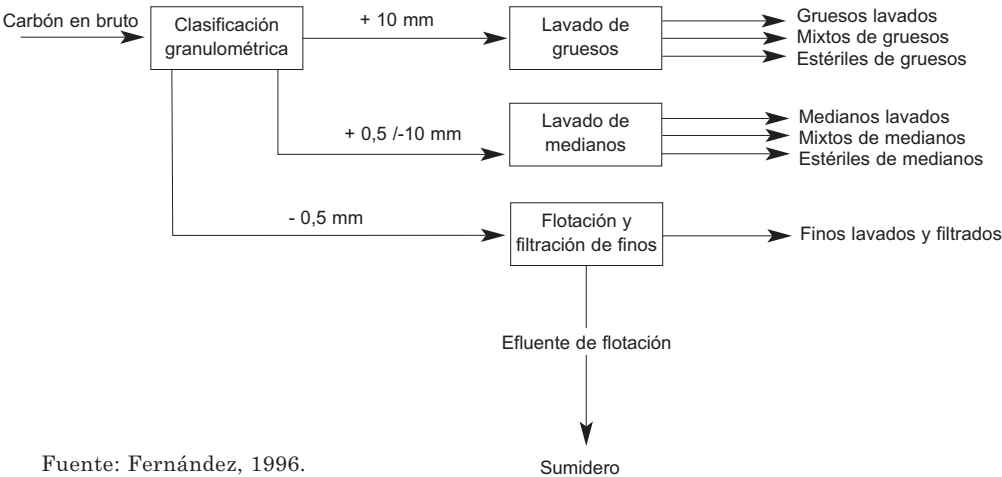 Carbón en bruto
Clasificación
granulométrica
+ 10 mm
Lavado de
gruesos
Gruesos lavados
Mixtos de gruesos
Estériles de gruesos
+ 0,5 /-10 mm
Lavado de
medianos
Medianos lavados
Mixtos de medianos
Estériles de medianos
- 0,5 mm
Flotación y
filtración de finos
Finos lavados y filtrados
Efluente de flotación
Sumidero
Fuente: Fernández, 1996.